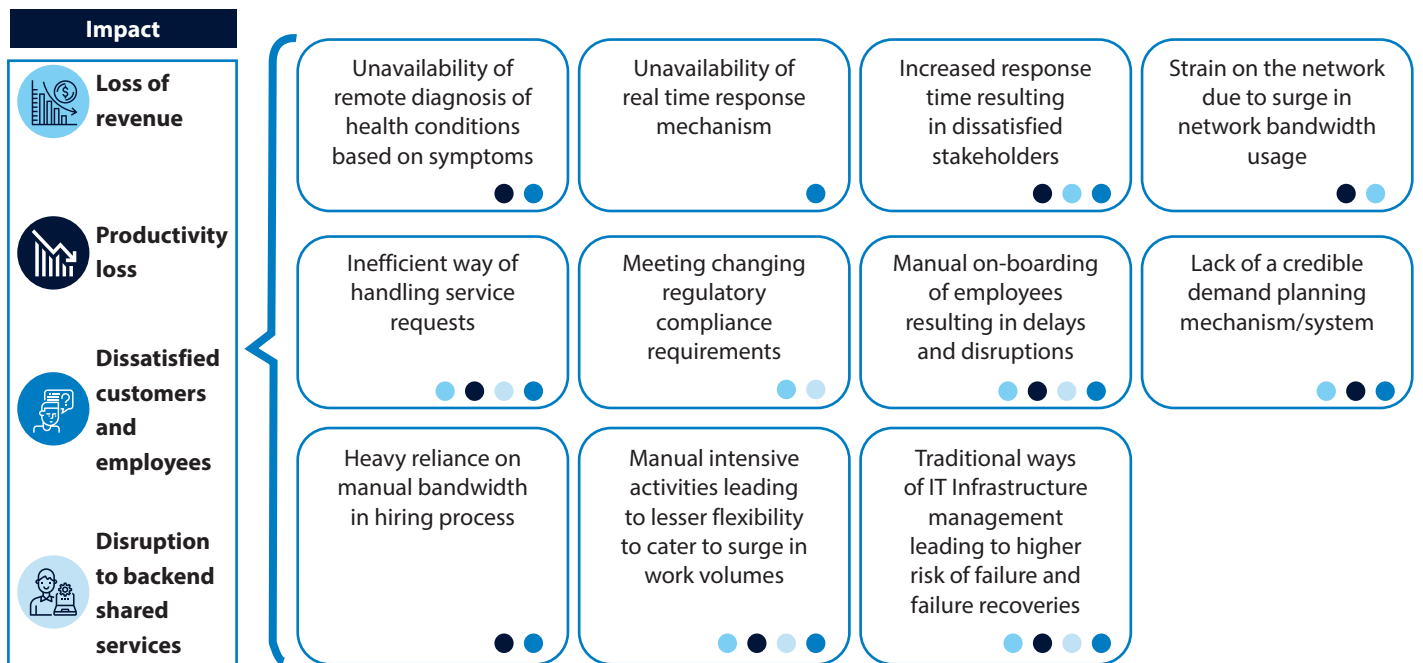 Impact
Loss of
revenue
Productivity
loss
Dissatisfied
customers
and
employees
Disruption
to backend
shared
services
Unavailability of
remote diagnosis of
health conditions
based on symptoms
Unavailability of
real time response
mechanism
Increased response
time resulting
in dissatisfied
stakeholders
Strain on the network
due to surge in
network bandwidth
usage
Inefficient way of
handling service
requests
Meeting changing
regulatory
compliance
requirements
Manual on-boarding
of employees
resulting in delays
and disruptions
Lack of a credible
demand planning
mechanism/system
Heavy reliance on
manual bandwidth
in hiring process
Manual intensive
activities leading
to lesser flexibility
to cater to surge in
work volumes
Traditional ways
of IT Infrastructure
management
leading to higher
risk of failure and
failure recoveries